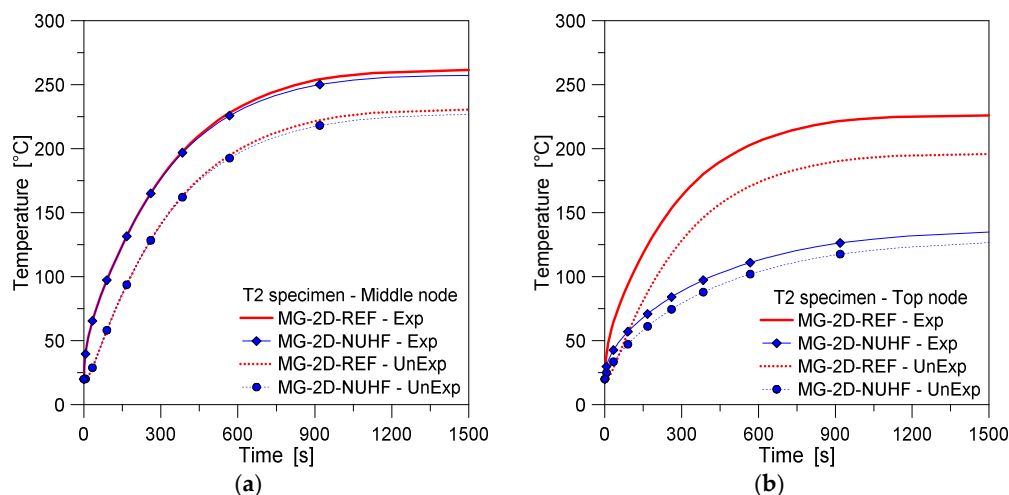 300
250
200
150
100
50
0
Temperature [°C]
T2 specimen - Middle node
MG-2D-REF - Exp
MG-2D-NUHF - Exp
MG-2D-REF - UnExp
MG-2D-NUHF - UnExp
0 300 600 900 1200 1500
Time [s]
(a)
300
250
200
150
100
50
0
Temperature [°C]
T2 specimen - Top node
MG-2D-REF - Exp
MG-2D-NUHF - Exp
MG-2D-REF - UnExp
MG-2D-NUHF - UnExp
0 300 600 900 1200 1500
Time [s]
(b)